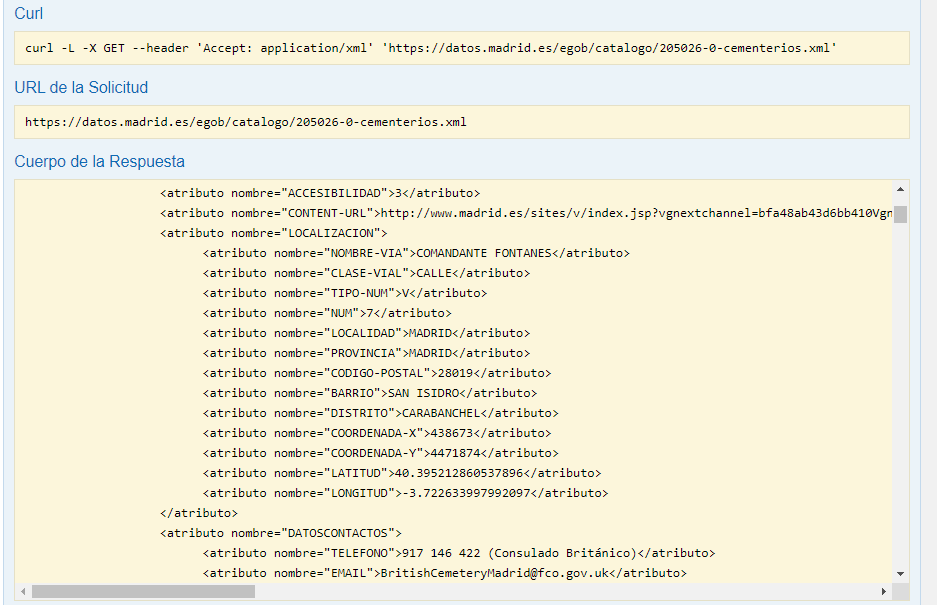 Curl
curl -L -X GET --header 'Accept: application/xml' 'https://datos.madrid.es/egob/catalogo/205026-0-cementerios.xml'
URL de la Solicitud
https://datos.madrid.es/egob/catalogo/205026-0-cementerios.xml
Cuerpo de la Respuesta
<atributo nombre="ACCESIBILIDAD">3</atributo>
<atributo nombre="CONTENT-URL">http://www.madrid.es/sites/v/index.jsp?vgnextchannel=bfa48ab43d6bb410Vgn
<atributo nombre="LOCALIZACION">
<atributo nombre="NOMBRE-VIA">COMANDANTE FONTANES</atributo>
<atributo nombre="CLASE-VIAL">CALLE</atributo>
<atributo nombre="TIPO-NUM">V</atributo>
<atributo nombre="NUM">7</atributo>
<atributo nombre="LOCALIDAD">MADRID</atributo>
<atributo nombre="PROVINCIA">MADRID</atributo>
<atributo nombre="CODIGO-POSTAL">28019</atributo>
<atributo nombre="BARRIO">SAN ISIDRO</atributo>
<atributo nombre="DISTRITO">CARABANCHEL</atributo>
<atributo nombre="COORDENADA-X">438673</atributo>
<atributo nombre="COORDENADA-Y">4471874</atributo>
<atributo nombre="LATITUD">40.395212860537896</atributo>
<atributo nombre="LONGITUD">-3.722633997992097</atributo>
</atributo>
<atributo nombre="DATOSCONTACTOS">
<atributo nombre="TELEFONO">917 146 422 (Consulado Británico)</atributo>
<atributo nombre="EMAIL">BritishCemeteryMadrid@fco.gov.uk</atributo>